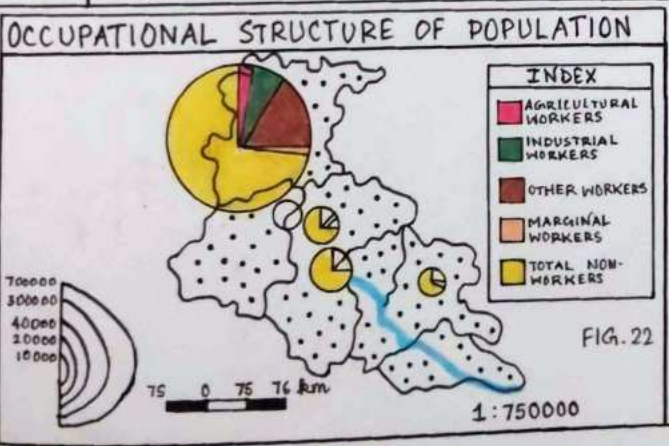 OCCUPATIONAL STRUCTURE OF POPULATION
INDEX
AGRICULTURAL
WORKERS
INDUSTRIAL
WORKERS
OTHER WORKERS
MARGINAL
WORKERS
TOTAL NON-
WORKERS
700000
300000
40000
20000
10000
75 0 75 76 km
FIG.22
1:750000